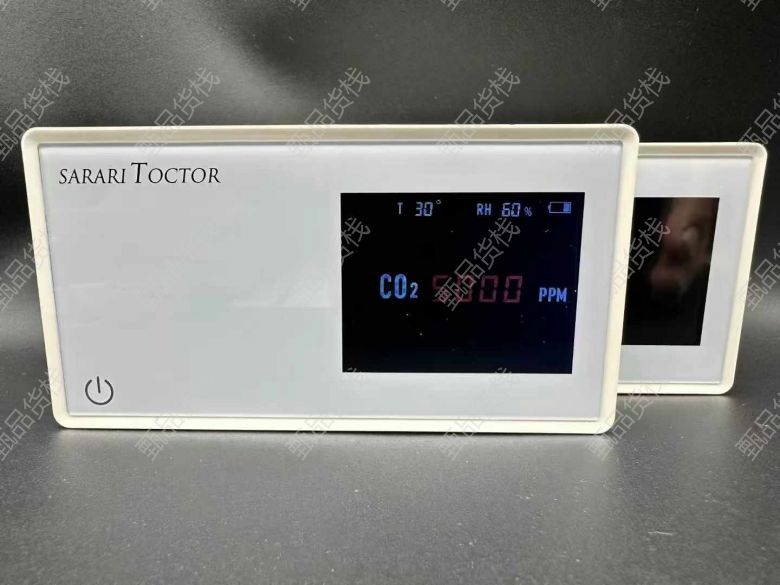 SARARI TOCTOR
T 30° RH 60%
CO2 5000 PPM
甄品货栈